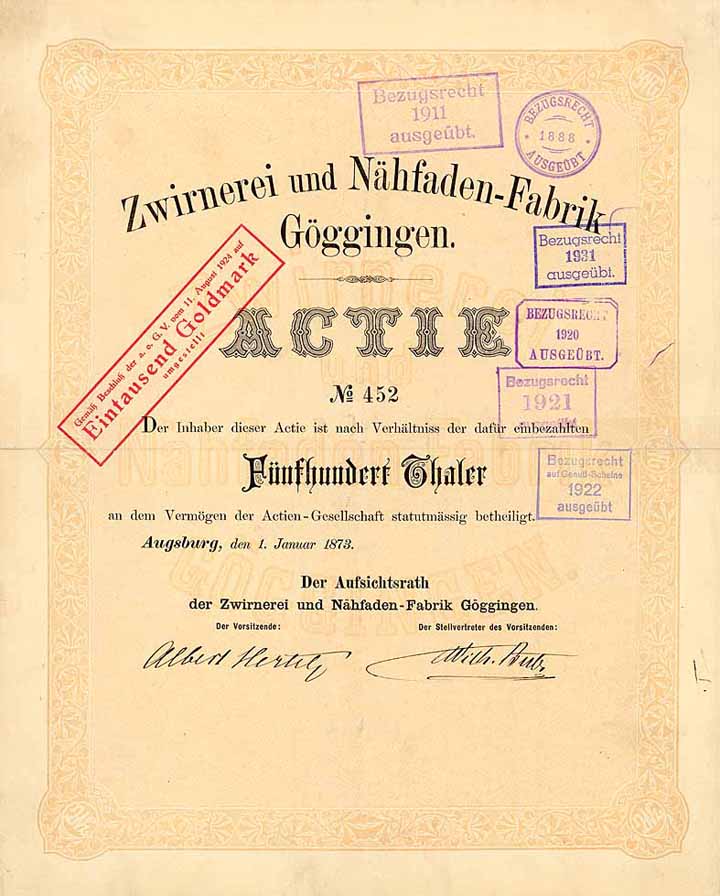 Bezugsrecht
1911
ausgeübt.
BEZUGSRECHT
1888
AUSGEÜBT
Zwirnerei und Nähfaden-Fabrik
Göggingen.
Bezugsrecht
1931
ausgeübt.
Gemäß Beschluß der a. o. G. V. vom 11. August 1924 auf
Eintausend Goldmark
umgestellt
ACTIE
BEZUGSRECHT
1920
AUSGEÜBT.
№ 452
Bezugsrecht
1921
ausgeübt.
Der Inhaber dieser Actie ist nach Verhältniss der dafür einbezahlten
Fünfhundert Thaler
Bezugsrecht
auf Genuß-Scheine
1922
ausgeübt
an dem Vermögen der Actien-Gesellschaft statutmässig betheiligt.
Augsburg, den 1. Januar 1873.
Der Aufsichtsrath
der Zwirnerei und Nähfaden-Fabrik Göggingen.
Der Vorsitzende: Der Stellvertreter des Vorsitzenden:
Albert Hertel